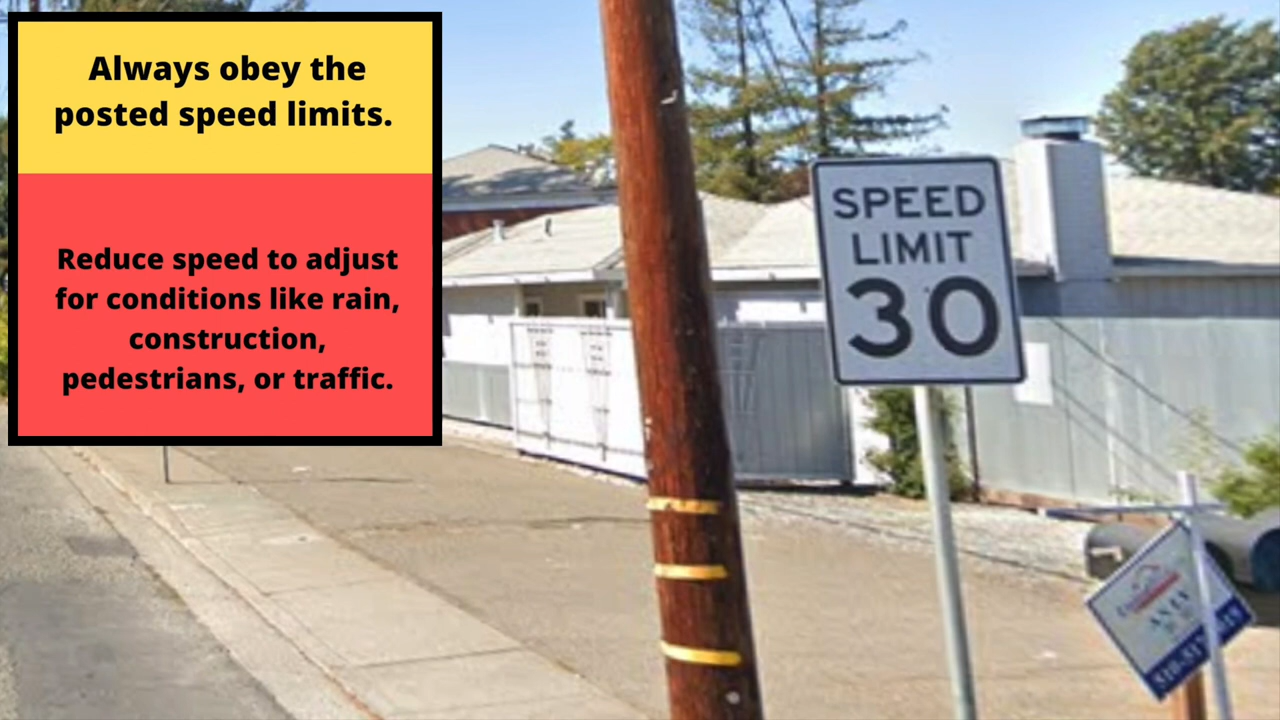 Always obey the
posted speed limits.
Reduce speed to adjust
for conditions like rain,
construction,
pedestrians, or traffic.
SPEED
LIMIT
30